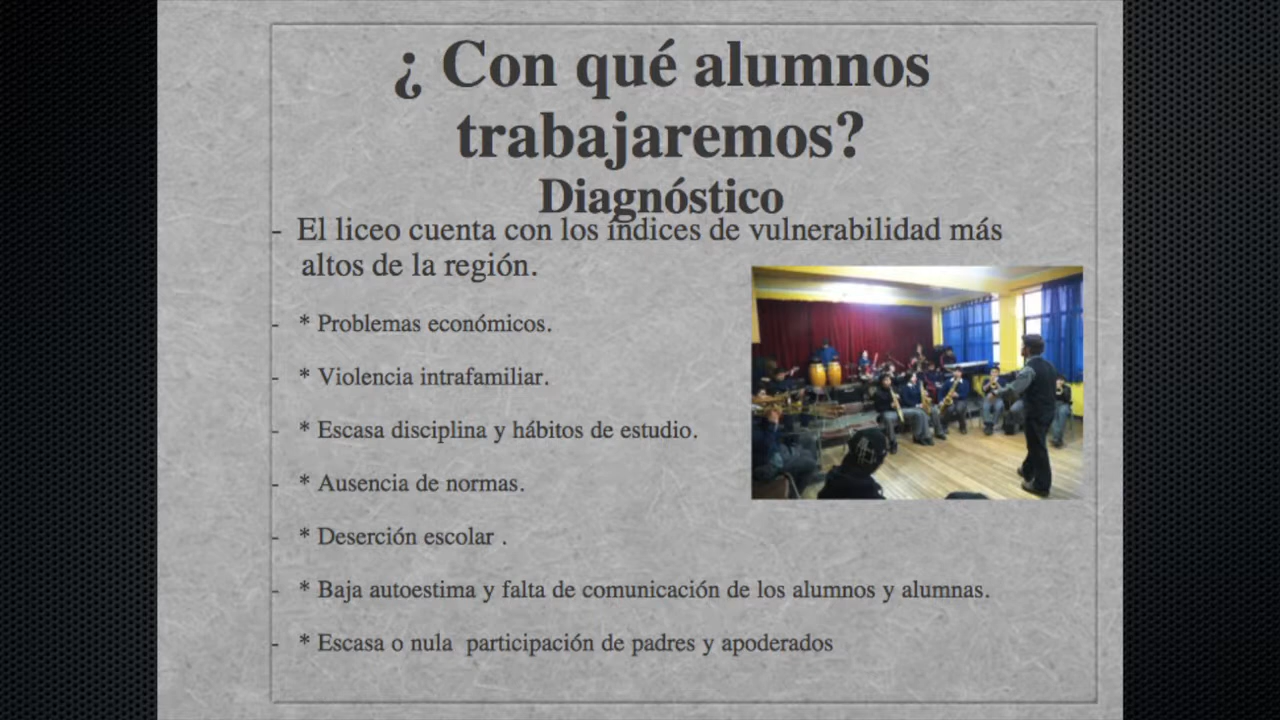 ¿ Con qué alumnos
trabajaremos?
Diagnóstico
- El liceo cuenta con los índices de vulnerabilidad más
altos de la región.
- * Problemas económicos.
- * Violencia intrafamiliar.
- * Escasa disciplina y hábitos de estudio.
- * Ausencia de normas.
- * Deserción escolar .
- * Baja autoestima y falta de comunicación de los alumnos y alumnas.
- * Escasa o nula  participación de padres y apoderados